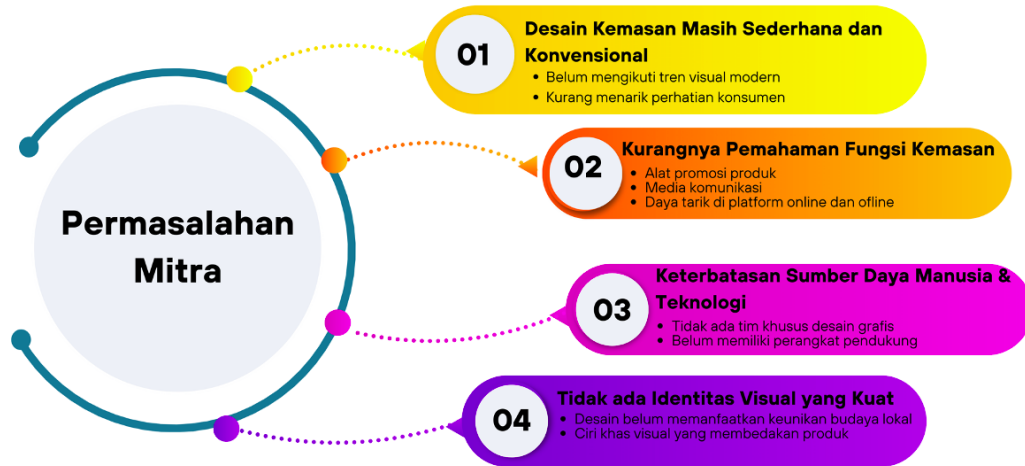 Permasalahan
Mitra
01
Desain Kemasan Masih Sederhana dan
Konvensional
• Belum mengikuti tren visual modern
• Kurang menarik perhatian konsumen
02
Kurangnya Pemahaman Fungsi Kemasan
• Alat promosi produk
• Media komunikasi
• Daya tarik di platform online dan ofline
03
Keterbatasan Sumber Daya Manusia &
Teknologi
• Tidak ada tim khusus desain grafis
• Belum memiliki perangkat pendukung
04
Tidak ada Identitas Visual yang Kuat
• Desain belum memanfaatkan keunikan budaya lokal
• Ciri khas visual yang membedakan produk